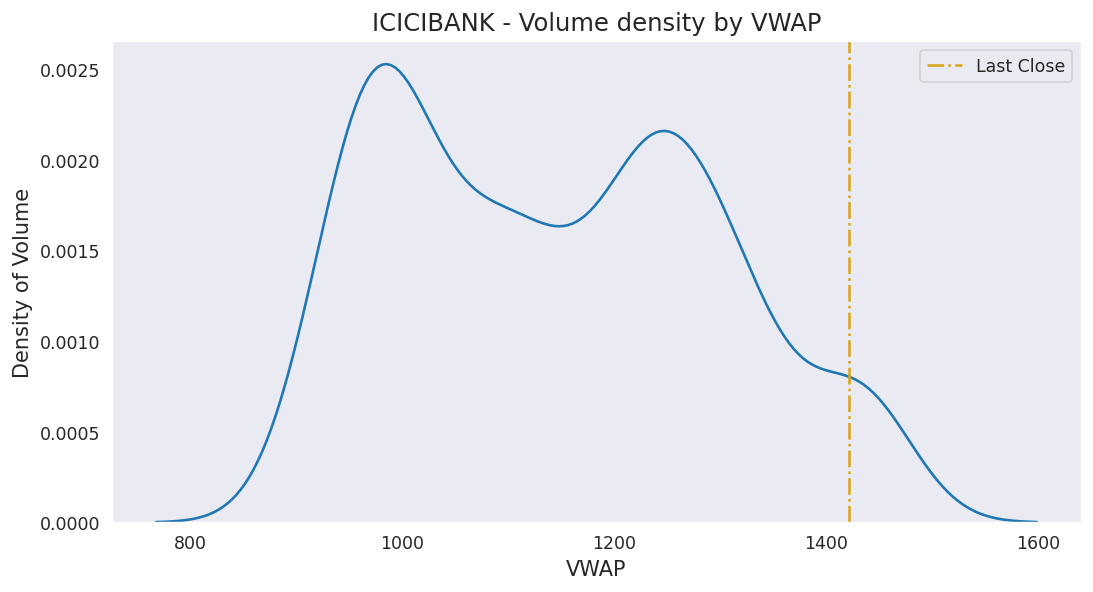 ICICIBANK - Volume density by VWAP
Last Close
Density of Volume
0.0025
0.0020
0.0015
0.0010
0.0005
0.0000
800 1000 1200 1400 1600
VWAP